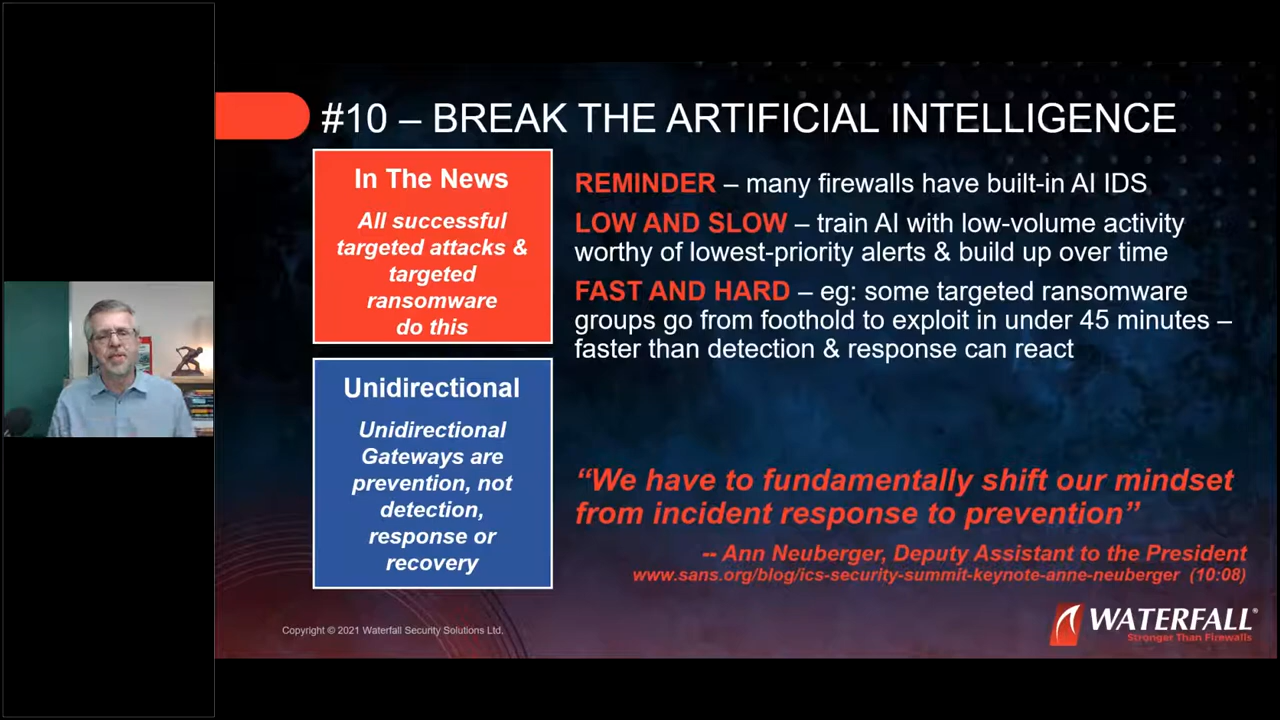 #10 – BREAK THE ARTIFICIAL INTELLIGENCE
In The News
All successful
targeted attacks &
targeted
ransomware
do this
Unidirectional
Unidirectional
Gateways are
prevention, not
detection,
response or
recovery
REMINDER – many firewalls have built-in AI IDS
LOW AND SLOW – train AI with low-volume activity
worthy of lowest-priority alerts & build up over time
FAST AND HARD – eg: some targeted ransomware
groups go from foothold to exploit in under 45 minutes –
faster than detection & response can react
“We have to fundamentally shift our mindset
from incident response to prevention”
-- Ann Neuberger, Deputy Assistant to the President
www.sans.org/blog/ics-security-summit-keynote-anne-neuberger (10:08)
Copyright © 2021 Waterfall Security Solutions Ltd.
WATERFALL®
Stronger Than Firewalls